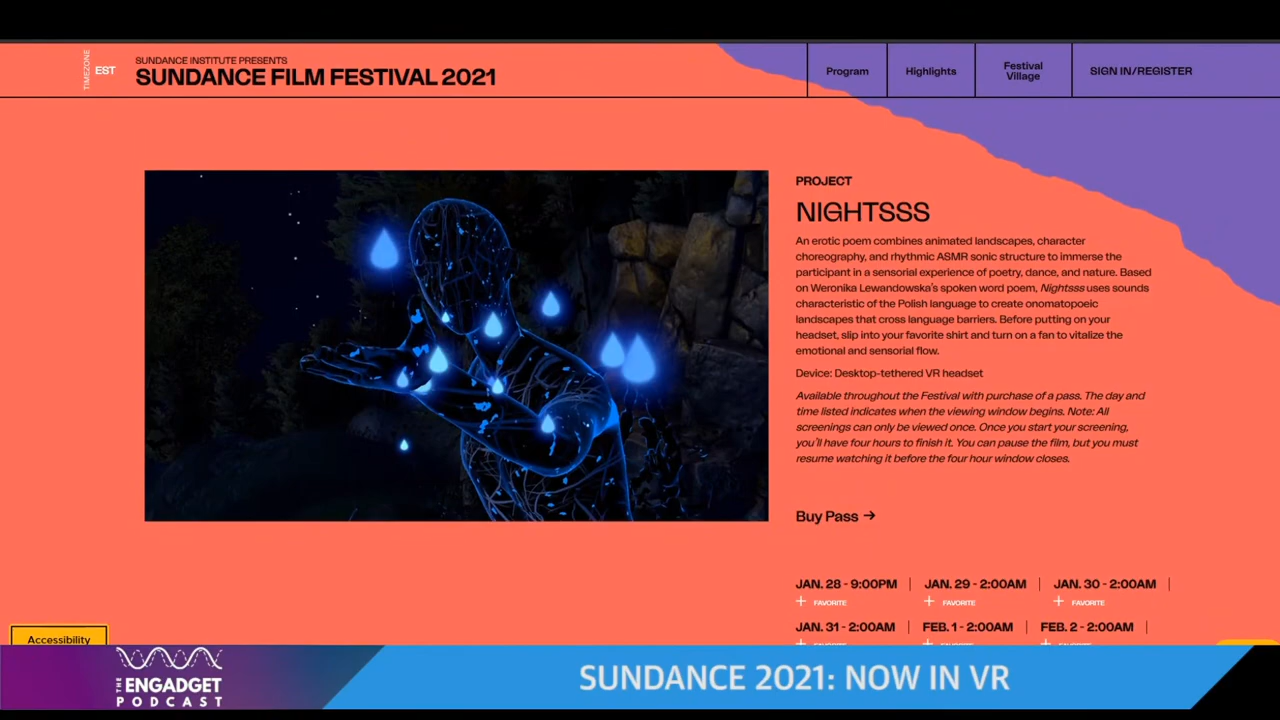 TIMEZONE
EST
SUNDANCE INSTITUTE PRESENTS
SUNDANCE FILM FESTIVAL 2021
Program
Highlights
Festival
Village
SIGN IN/REGISTER
PROJECT
NIGHTSSS
An erotic poem combines animated landscapes, character
choreography, and rhythmic ASMR sonic structure to immerse the
participant in a sensorial experience of poetry, dance, and nature. Based
on Weronika Lewandowska's spoken word poem, Nightsss uses sounds
characteristic of the Polish language to create onomatopoeic
landscapes that cross language barriers. Before putting on your
headset, slip into your favorite shirt and turn on a fan to vitalize the
emotional and sensorial flow.
Device: Desktop-tethered VR headset
Available throughout the Festival with purchase of a pass. The day and
time listed indicates when the viewing window begins. Note: All
screenings can only be viewed once. Once you start your screening,
you'll have four hours to finish it. You can pause the film, but you must
resume watching it before the four hour window closes.
Buy Pass →
JAN. 28 - 9:00PM | JAN. 29 - 2:00AM | JAN. 30 - 2:00AM |
+ FAVORITE + FAVORITE + FAVORITE
JAN. 31 - 2:00AM | FEB. 1 - 2:00AM | FEB. 2 - 2:00AM |
Accessibility
THE ENGADGET
PODCAST
SUNDANCE 2021: NOW IN VR